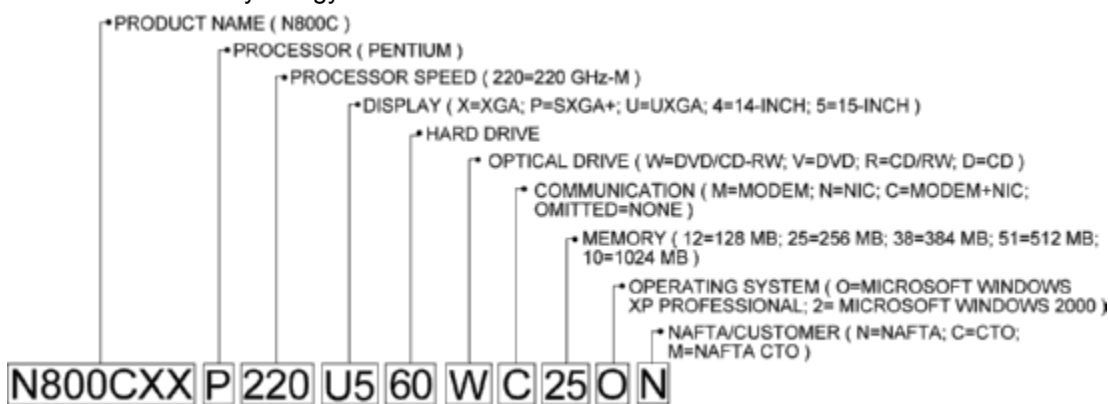 PRODUCT NAME ( N800C )
PROCESSOR ( PENTIUM )
PROCESSOR SPEED ( 220=220 GHz-M )
DISPLAY ( X=XGA; P=SXGA+; U=UXGA; 4=14-INCH; 5=15-INCH )
HARD DRIVE
OPTICAL DRIVE ( W=DVD/CD-RW; V=DVD; R=CD/RW; D=CD )
COMMUNICATION ( M=MODEM; N=NIC; C=MODEM+NIC;
OMITTED=NONE )
MEMORY ( 12=128 MB; 25=256 MB; 38=384 MB; 51=512 MB;
10=1024 MB )
OPERATING SYSTEM ( O=MICROSOFT WINDOWS
XP PROFESSIONAL; 2= MICROSOFT WINDOWS 2000 )
NAFTA/CUSTOMER ( N=NAFTA; C=CTO;
M=NAFTA CTO )
N800CXX P 220 U5 60 W C 25 O N